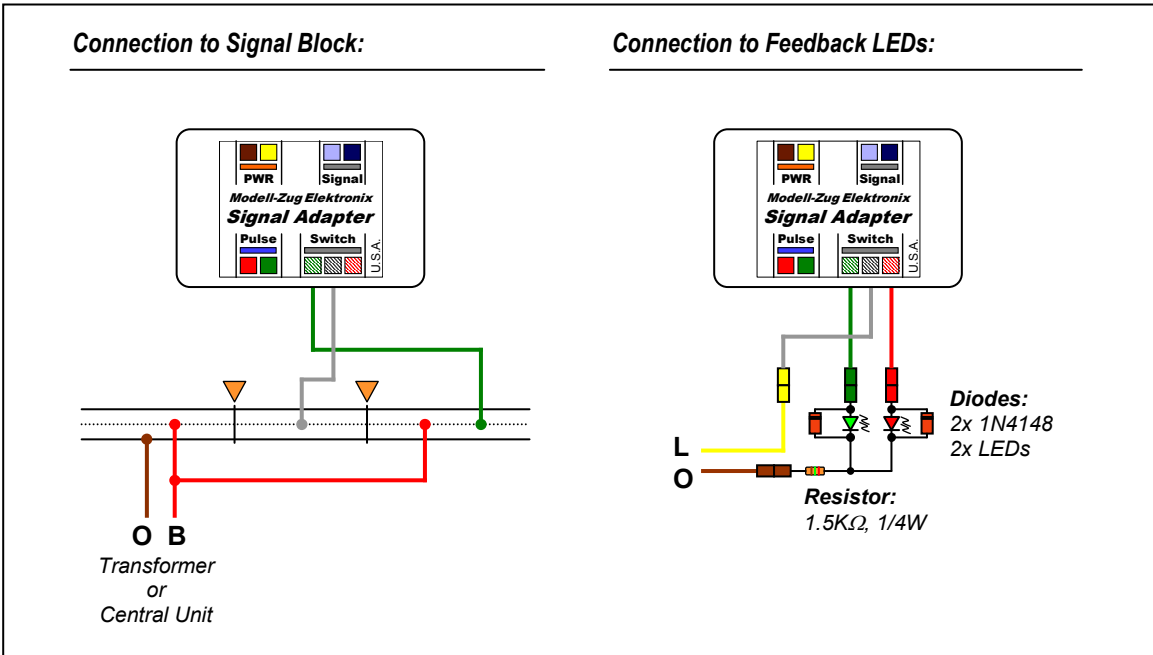 Connection to Signal Block:
PWR Signal
Modell-Zug Elektronix
Signal Adapter
Pulse Switch
U.S.A.
O B
Transformer
or
Central Unit
Connection to Feedback LEDs:
PWR Signal
Modell-Zug Elektronix
Signal Adapter
Pulse Switch
U.S.A.
Diodes:
2x 1N4148
2x LEDs
L
O
Resistor:
1.5KΩ, 1/4W